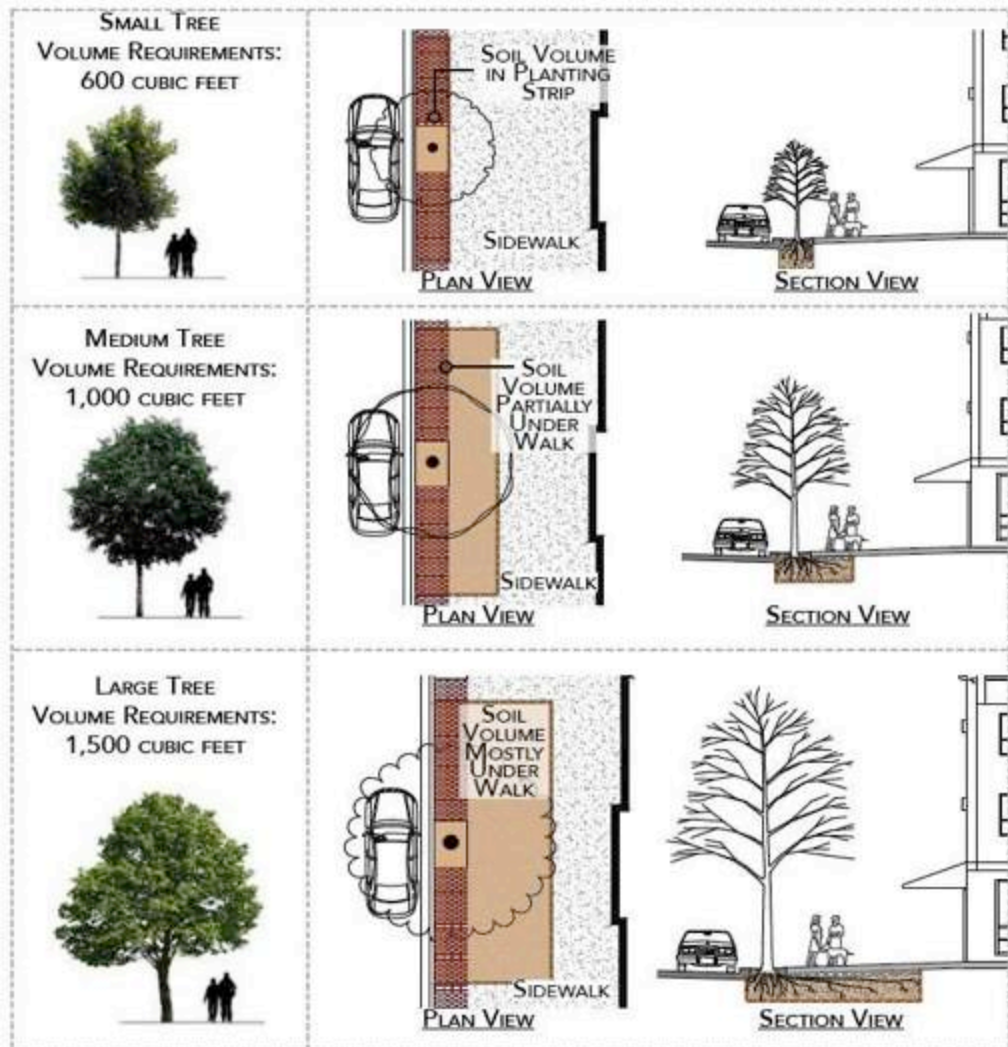 Small Tree
Volume Requirements:
600 cubic feet
Soil Volume
in Planting
Strip
Sidewalk
Plan View
Section View
Medium Tree
Volume Requirements:
1,000 cubic feet
Soil
Volume
Partially
Under
Walk
Sidewalk
Plan View
Section View
Large Tree
Volume Requirements:
1,500 cubic feet
Soil
Volume
Mostly
Under
Walk
Sidewalk
Plan View
Section View